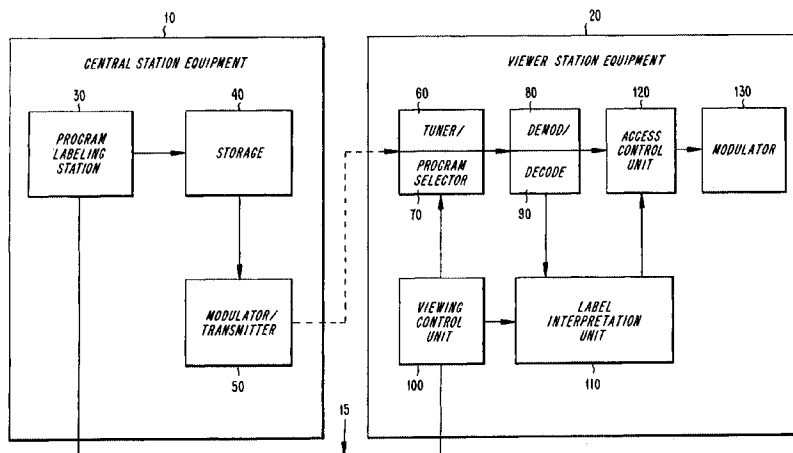 10
20
CENTRAL STATION EQUIPMENT
VIEWER STATION EQUIPMENT
30
40
60
80
120
130
PROGRAM
LABELING
STATION
STORAGE
TUNER/
PROGRAM
SELECTOR
DEMOD/
DECODE
ACCESS
CONTROL
UNIT
MODULATOR
70
90
MODULATOR/
TRANSMITTER
VIEWING
CONTROL
UNIT
LABEL
INTERPRETATION
UNIT
50
100
110
15